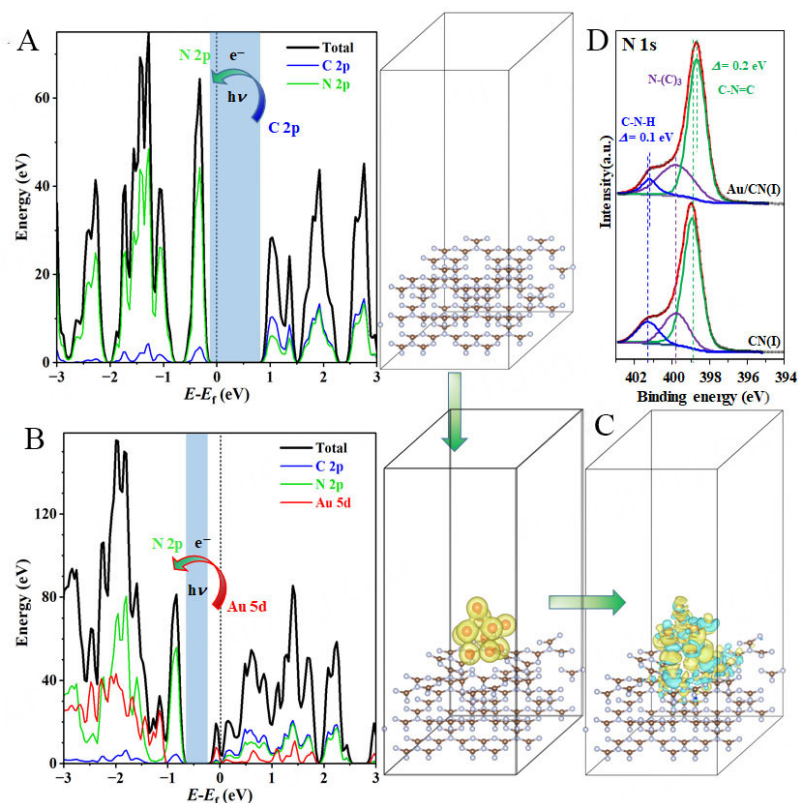 A
Energy (eV)
60
40
20
0
N 2p
e⁻
hν
C 2p
Total
C 2p
N 2p
−3
−2
−1
0
1
2
3
E-Ef (eV)
D
N 1s
Δ= 0.2 eV
N-(C)3
C-N=C
C-N-H
Δ= 0.1 eV
Intensity(a.u.)
Au/CN(I)
CN(I)
402
400
398
396
394
Binding energy (eV)
B
Energy (eV)
120
80
40
0
N 2p
e⁻
hν
Au 5d
Total
C 2p
N 2p
Au 5d
−3
−2
−1
0
1
2
3
E-Ef (eV)
C